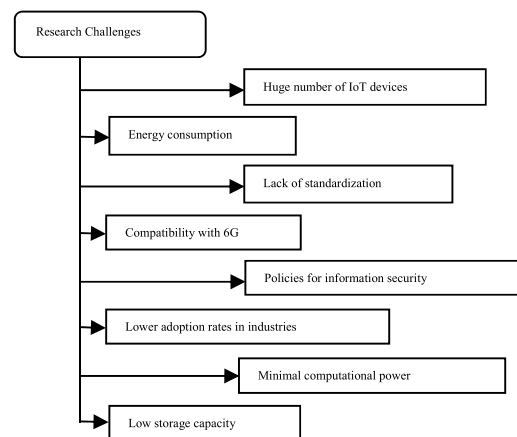 Research Challenges
Huge number of IoT devices
Energy consumption
Lack of standardization
Compatibility with 6G
Policies for information security
Lower adoption rates in industries
Minimal computational power
Low storage capacity